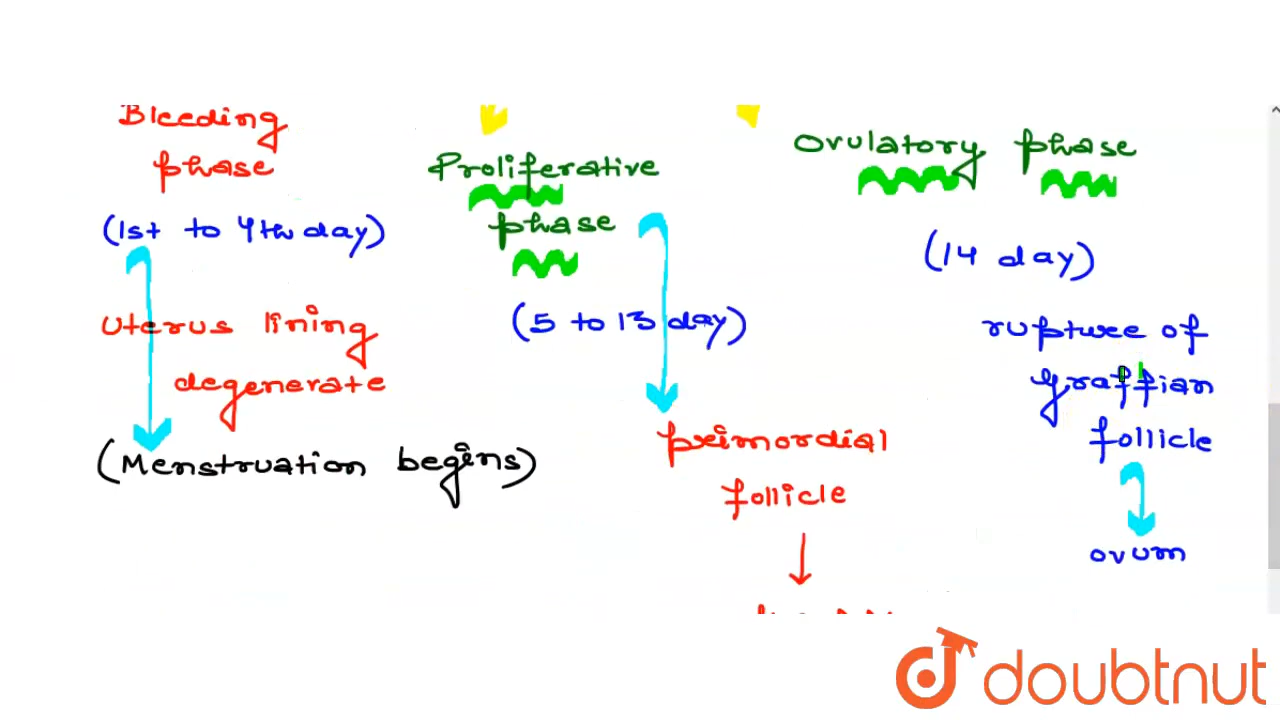 Bleeding
phase
(1st to 4th day)
Uterus lining
degenerate
(Menstruation begins)
Proliferative
phase
(5 to 13 day)
primordial
follicle
Ovulatory phase
(14 day)
rupture of
graffian
follicle
ovum
doubtnut